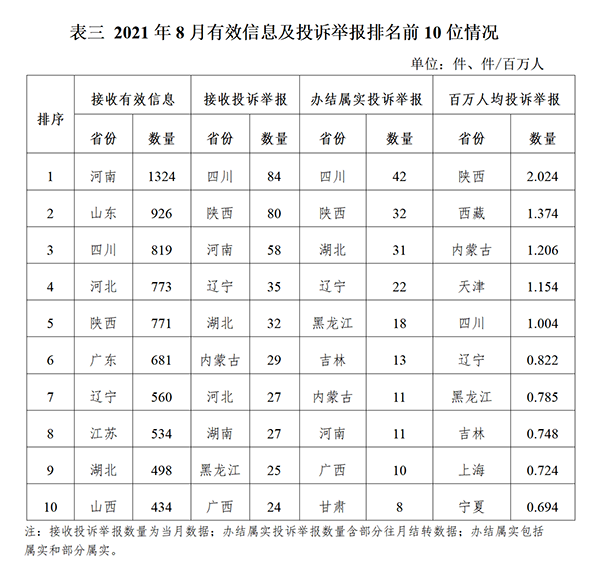 表三 2021 年 8 月有效信息及投诉举报排名前 10 位情况
单位：件、件/百万人
排序 接收有效信息 接收投诉举报 办结属实投诉举报 百万人均投诉举报
省份 数量 省份 数量 省份 数量 省份 数量
1 河南 1324 四川 84 四川 42 陕西 2.024
2 山东 926 陕西 80 陕西 32 西藏 1.374
3 四川 819 河南 58 湖北 31 内蒙古 1.206
4 河北 773 辽宁 35 辽宁 22 天津 1.154
5 陕西 771 湖北 32 黑龙江 18 四川 1.004
6 广东 681 内蒙古 29 吉林 13 辽宁 0.822
7 辽宁 560 河北 27 内蒙古 11 黑龙江 0.785
8 江苏 534 湖南 27 河南 11 吉林 0.748
9 湖北 498 黑龙江 25 广西 10 上海 0.724
10 山西 434 广西 24 甘肃 8 宁夏 0.694
注：接收投诉举报数量为当月数据；办结属实投诉举报数量含部分往月结转数据；办结属实包括
属实和部分属实。